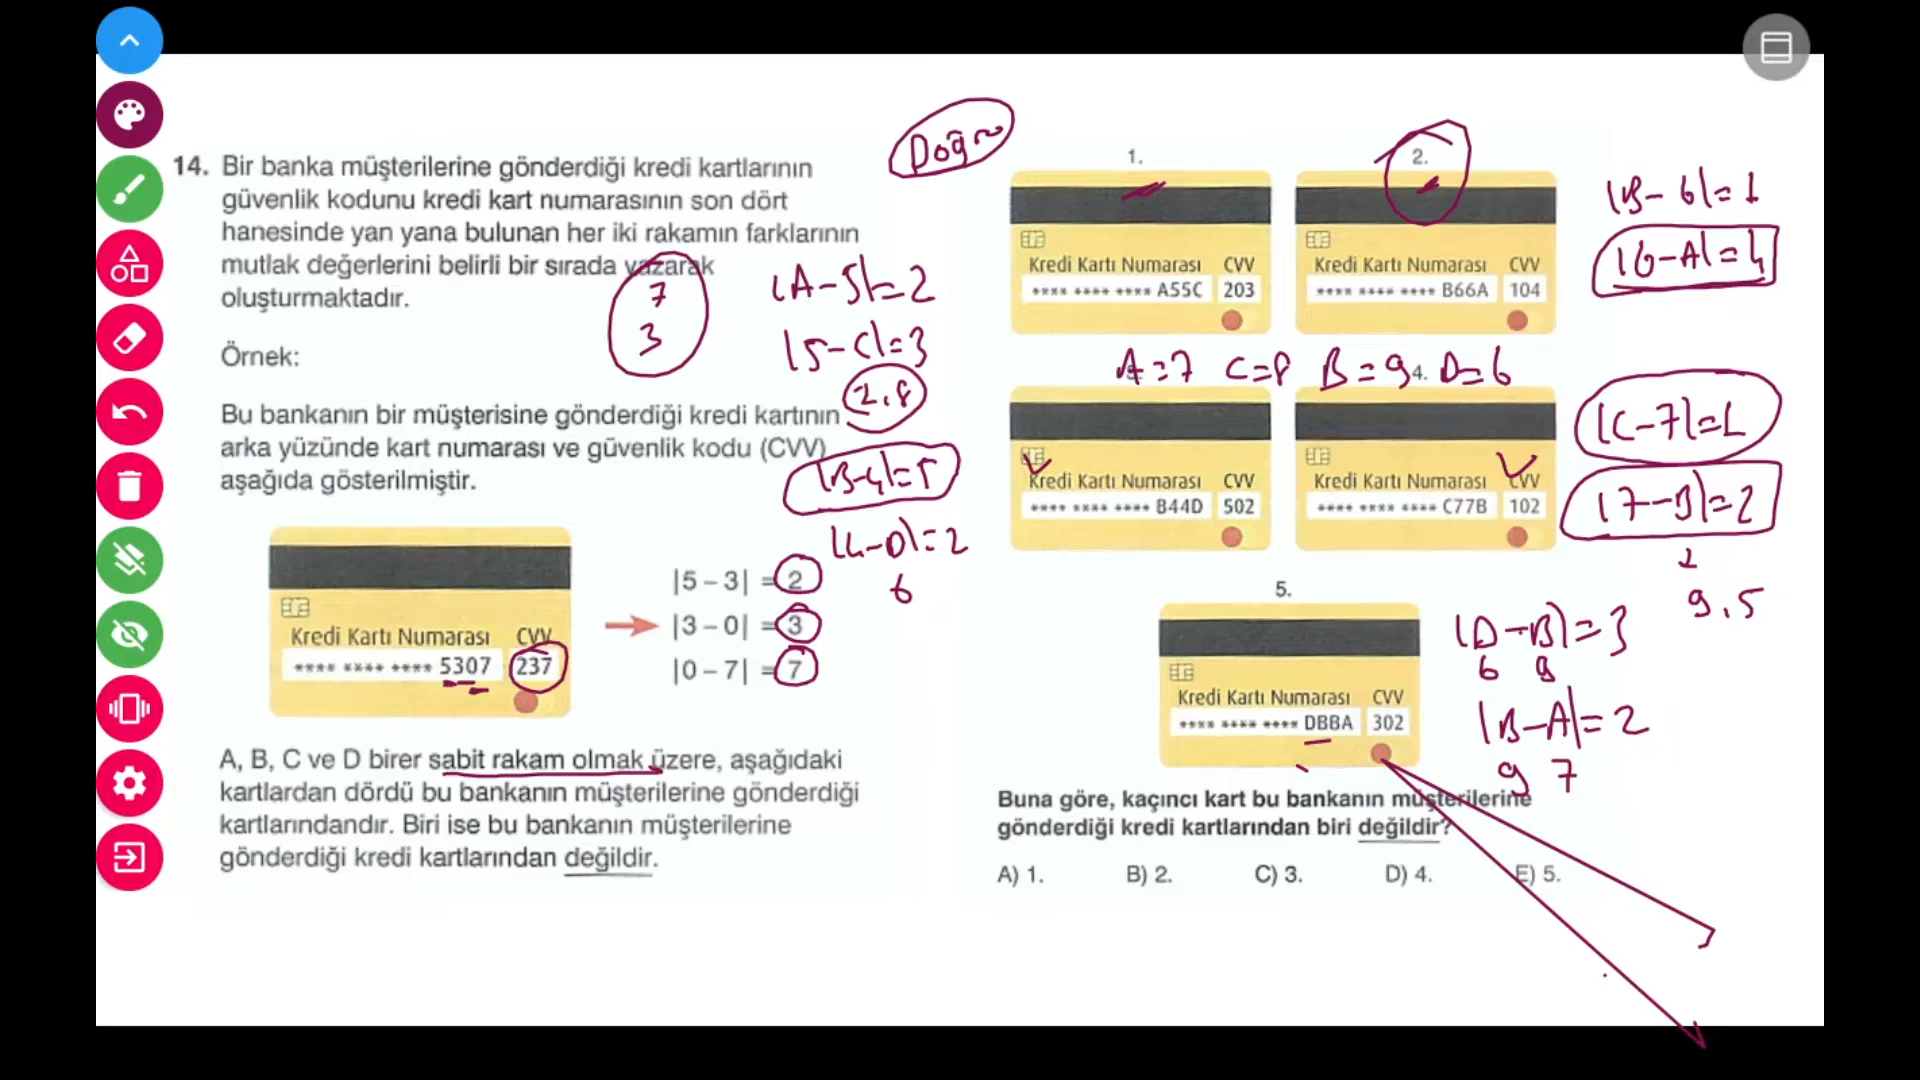 14. Bir banka müşterilerine gönderdiği kredi kartlarının
güvenlik kodunu kredi kart numarasının son dört
hanesinde yan yana bulunan her iki rakamın farklarının
mutlak değerlerini belirli bir sırada yazarak
oluşturmaktadır.
7
3
Örnek:
Bu bankanın bir müşterisine gönderdiği kredi kartının
arka yüzünde kart numarası ve güvenlik kodu (CVV)
aşağıda gösterilmiştir.
Kredi Kartı Numarası CVV
**** **** **** 5307 237
|5 – 3| = 2
|3 – 0| = 3
|0 – 7| = 7
A, B, C ve D birer sabit rakam olmak üzere, aşağıdaki
kartlardan dördü bu bankanın müşterilerine gönderdiği
kartlarındandır. Biri ise bu bankanın müşterilerine
gönderdiği kredi kartlarından değildir.
|A-5|=2
|5-C|=3
2,8
|B-4|=5
|4-D|=2
6
1.
Kredi Kartı Numarası CVV
**** **** **** A55C 203
2.
Kredi Kartı Numarası CVV
**** **** **** B66A 104
|B-6|=1
|6-A|=4
A=7 C=8 B=9 D=6
3.
Kredi Kartı Numarası CVV
**** **** **** B44D 502
4.
Kredi Kartı Numarası CVV
**** **** **** C77B 102
|C-7|=1
|7-B|=2
9,5
5.
Kredi Kartı Numarası CVV
**** **** **** DBBA 302
|D-B|=3
6 9
|B-A|=2
9 7
Buna göre, kaçıncı kart bu bankanın müşterilerine
gönderdiği kredi kartlarından biri değildir?
A) 1. B) 2. C) 3. D) 4. E) 5.